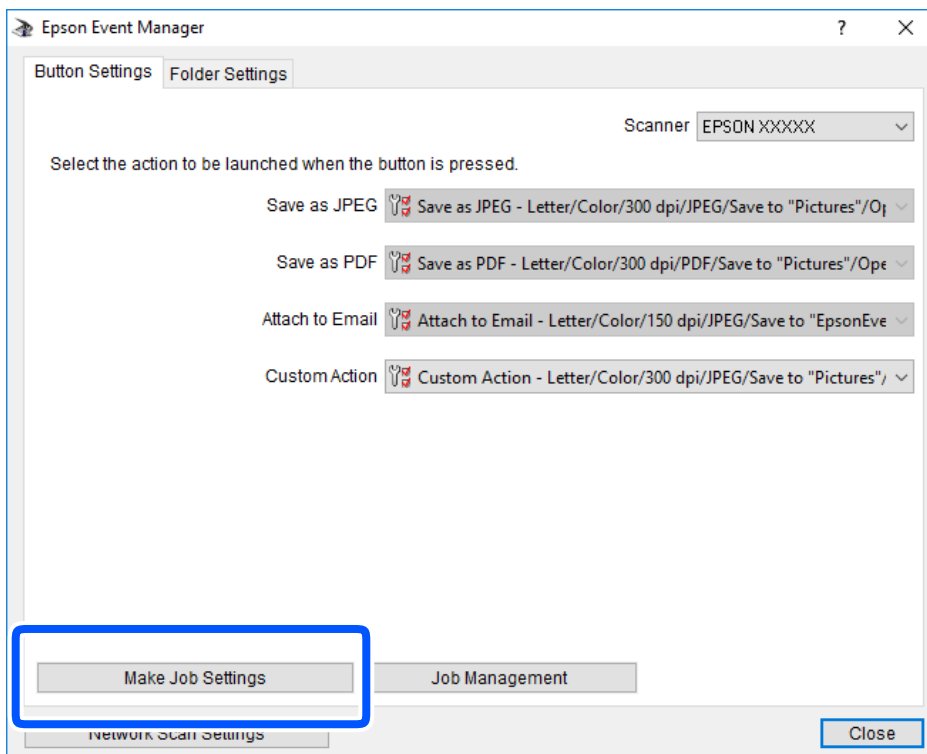 Epson Event Manager ?
Button Settings Folder Settings
Scanner EPSON XXXXX
Select the action to be launched when the button is pressed.
Save as JPEG Save as JPEG - Letter/Color/300 dpi/JPEG/Save to "Pictures"/Op
Save as PDF Save as PDF - Letter/Color/300 dpi/PDF/Save to "Pictures"/Ope
Attach to Email Attach to Email - Letter/Color/150 dpi/JPEG/Save to "EpsonEve
Custom Action Custom Action - Letter/Color/300 dpi/JPEG/Save to "Pictures"/
Make Job Settings Job Management
Network Scan Settings Close